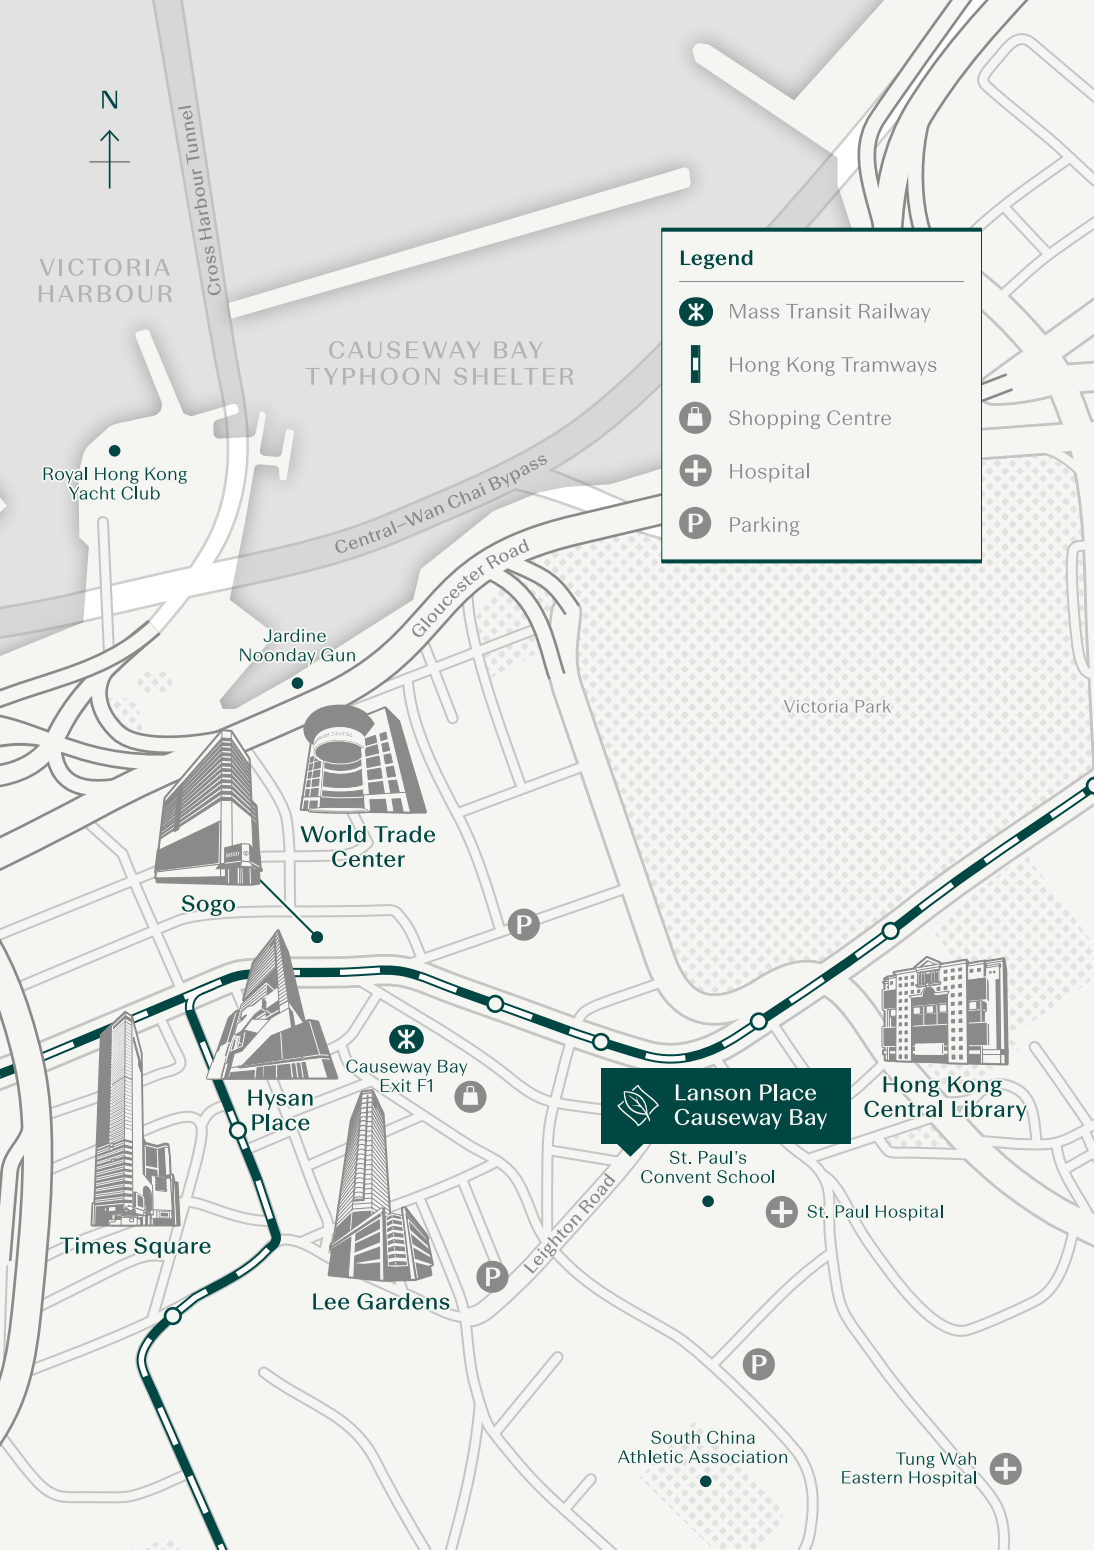 N
Cross Harbour Tunnel
VICTORIA
HARBOUR
CAUSEWAY BAY
TYPHOON SHELTER
Legend
Mass Transit Railway
Hong Kong Tramways
Shopping Centre
Hospital
P
Parking
Royal Hong Kong
Yacht Club
Central–Wan Chai Bypass
Gloucester Road
Jardine
Noonday Gun
Victoria Park
World Trade
Center
SOGO
Sogo
P
Causeway Bay
Exit F1
Hysan
Place
Lanson Place
Causeway Bay
Hong Kong
Central Library
St. Paul's
Convent School
St. Paul Hospital
Leighton Road
Times Square
P
Lee Gardens
P
South China
Athletic Association
Tung Wah
Eastern Hospital